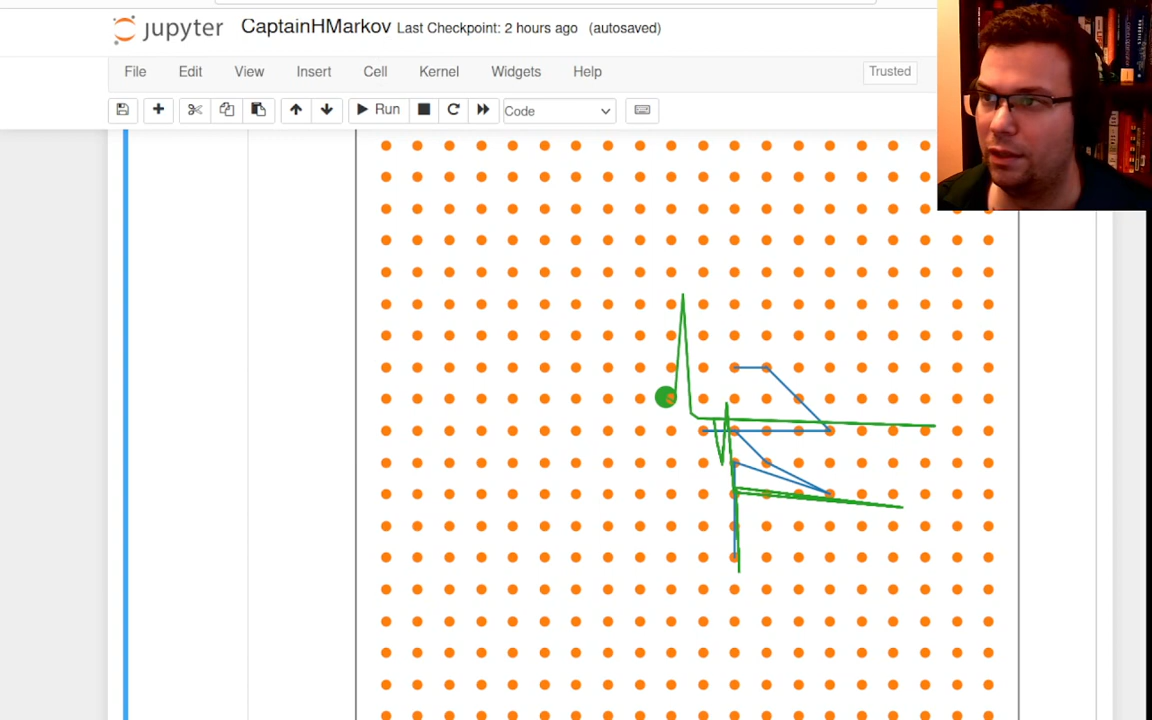 jupyter CaptainHMarkov Last Checkpoint: 2 hours ago (autosaved)
File Edit View Insert Cell Kernel Widgets Help Trusted
Run Code